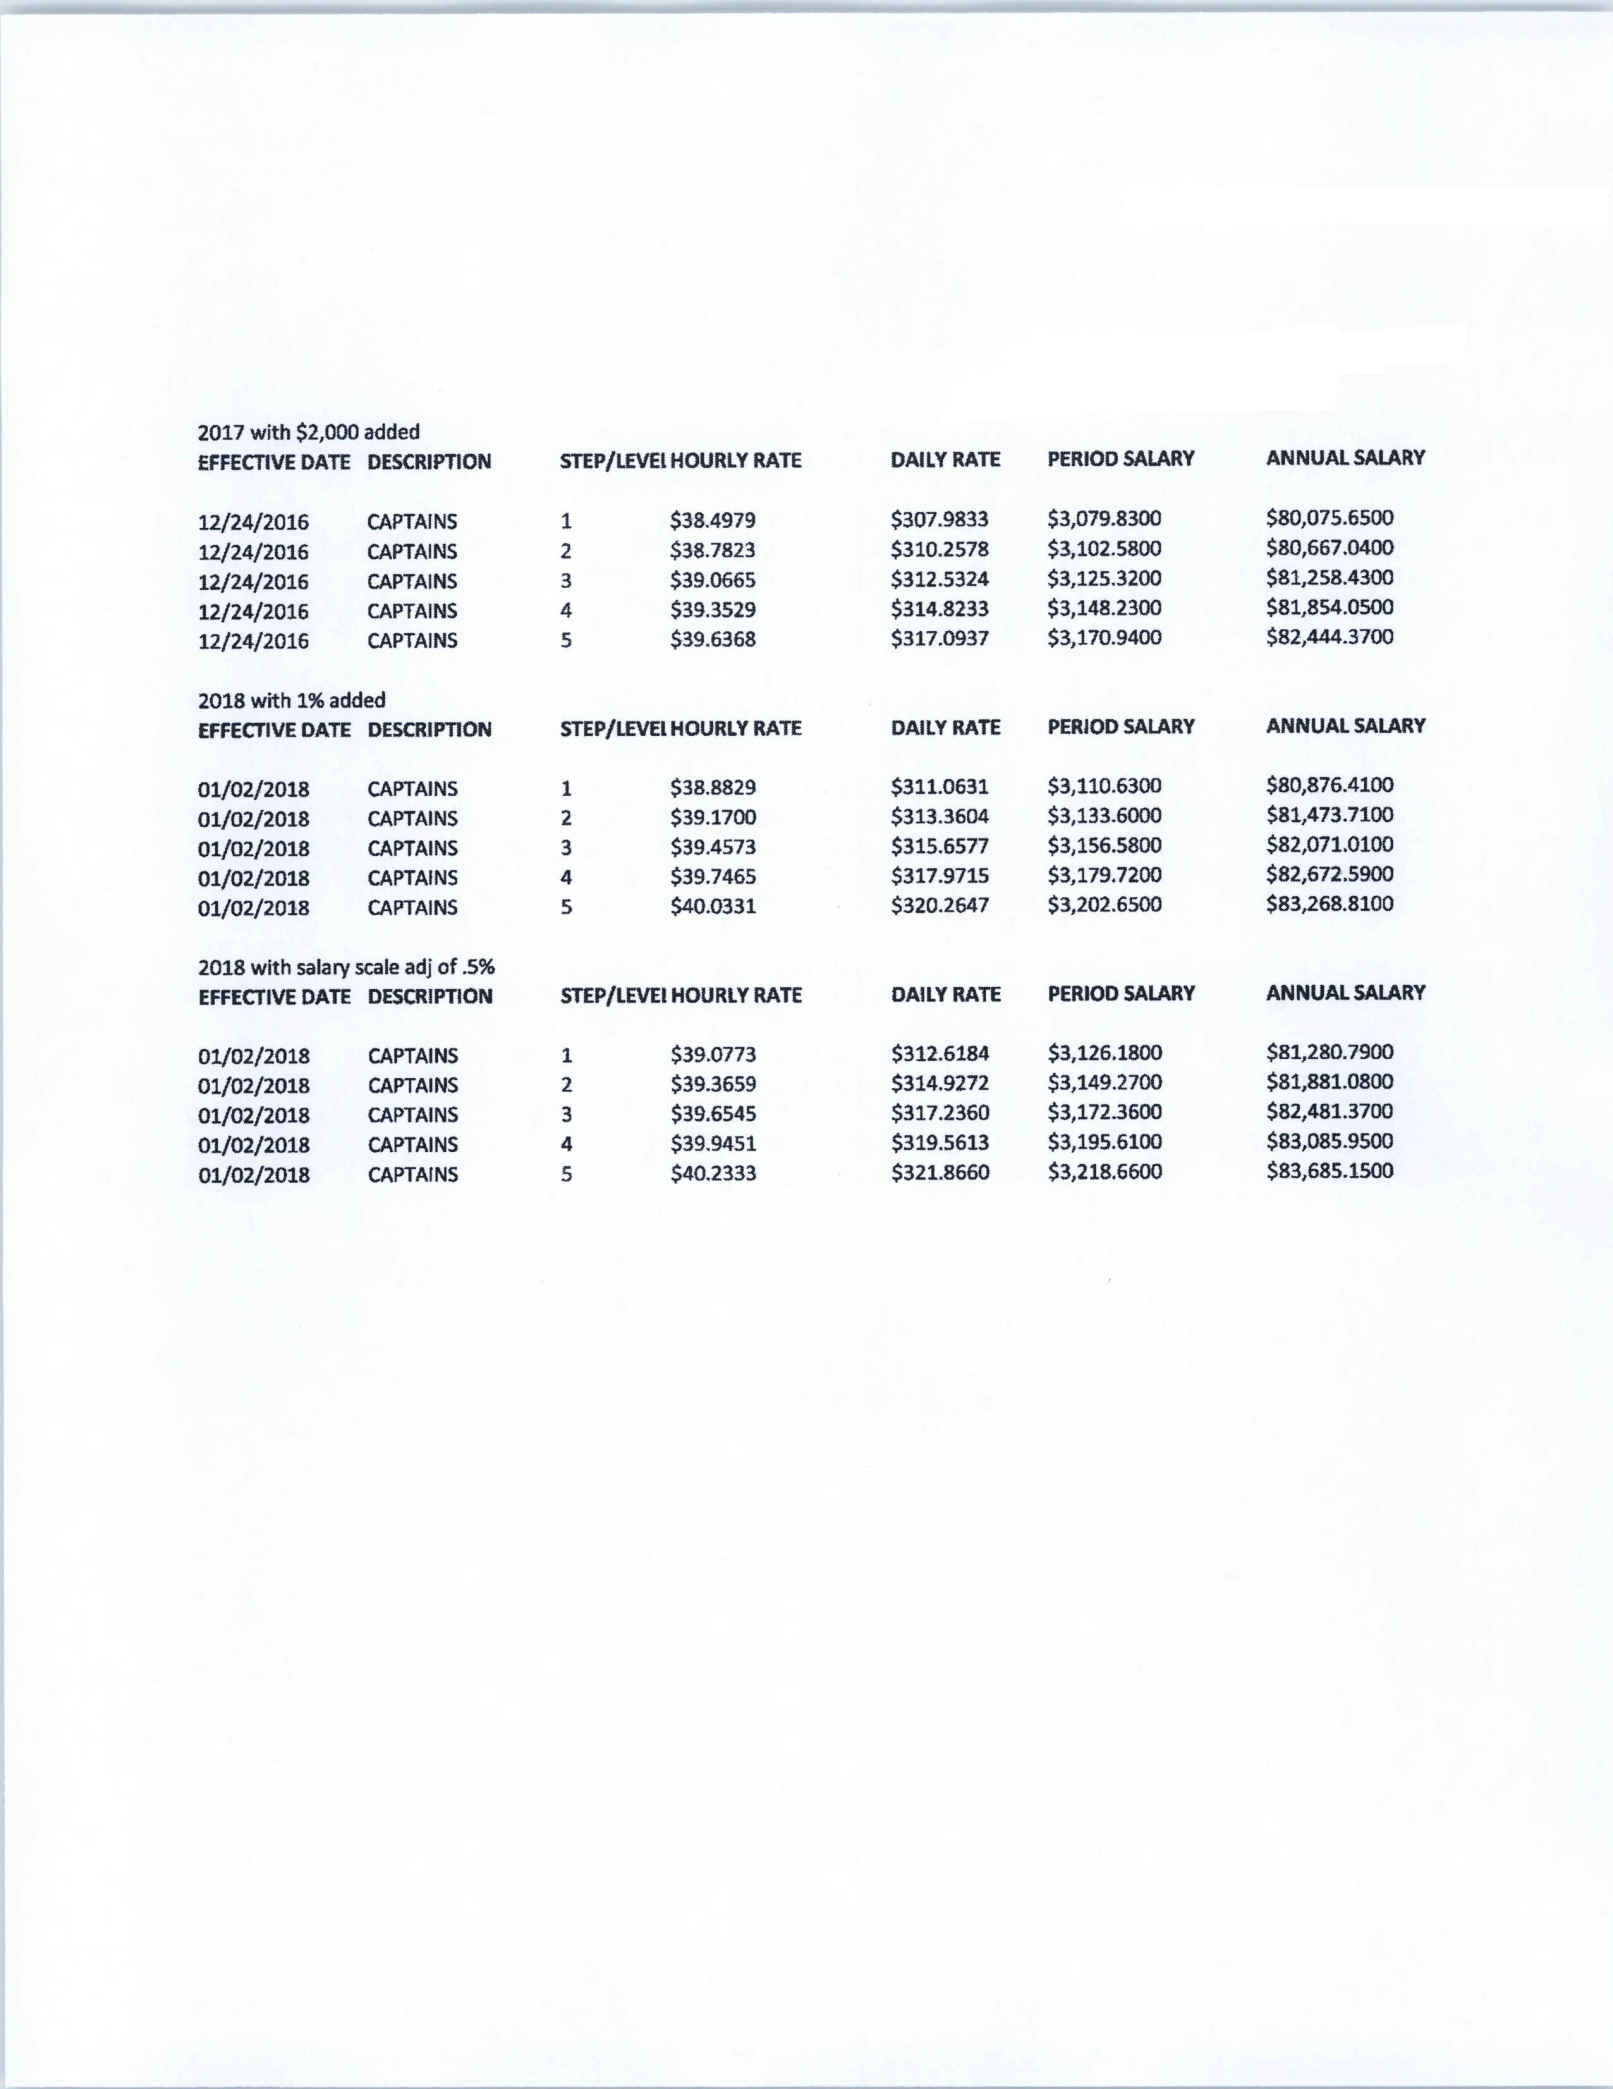 2017 with $2,000 added
EFFECTIVE DATE DESCRIPTION STEP/LEVEL HOURLY RATE DAILY RATE PERIOD SALARY ANNUAL SALARY
12/24/2016 CAPTAINS 1 $38.4979 $307.9833 $3,079.8300 $80,075.6500
12/24/2016 CAPTAINS 2 $38.7823 $310.2578 $3,102.5800 $80,667.0400
12/24/2016 CAPTAINS 3 $39.0665 $312.5324 $3,125.3200 $81,258.4300
12/24/2016 CAPTAINS 4 $39.3529 $314.8233 $3,148.2300 $81,854.0500
12/24/2016 CAPTAINS 5 $39.6368 $317.0937 $3,170.9400 $82,444.3700
2018 with 1% added
EFFECTIVE DATE DESCRIPTION STEP/LEVEL HOURLY RATE DAILY RATE PERIOD SALARY ANNUAL SALARY
01/02/2018 CAPTAINS 1 $38.8829 $311.0631 $3,110.6300 $80,876.4100
01/02/2018 CAPTAINS 2 $39.1700 $313.3604 $3,133.6000 $81,473.7100
01/02/2018 CAPTAINS 3 $39.4573 $315.6577 $3,156.5800 $82,071.0100
01/02/2018 CAPTAINS 4 $39.7465 $317.9715 $3,179.7200 $82,672.5900
01/02/2018 CAPTAINS 5 $40.0331 $320.2647 $3,202.6500 $83,268.8100
2018 with salary scale adj of .5%
EFFECTIVE DATE DESCRIPTION STEP/LEVEL HOURLY RATE DAILY RATE PERIOD SALARY ANNUAL SALARY
01/02/2018 CAPTAINS 1 $39.0773 $312.6184 $3,126.1800 $81,280.7900
01/02/2018 CAPTAINS 2 $39.3659 $314.9272 $3,149.2700 $81,881.0800
01/02/2018 CAPTAINS 3 $39.6545 $317.2360 $3,172.3600 $82,481.3700
01/02/2018 CAPTAINS 4 $39.9451 $319.5613 $3,195.6100 $83,085.9500
01/02/2018 CAPTAINS 5 $40.2333 $321.8660 $3,218.6600 $83,685.1500